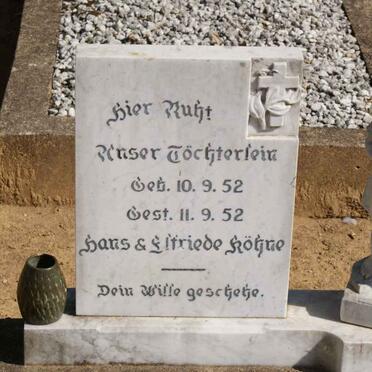 Hier Ruht
Unser Töchterlein
Geb. 10. 9. 52
Gest. 11. 9. 52
Hans & Elfriede Köhne
Dein Wille geschehe.